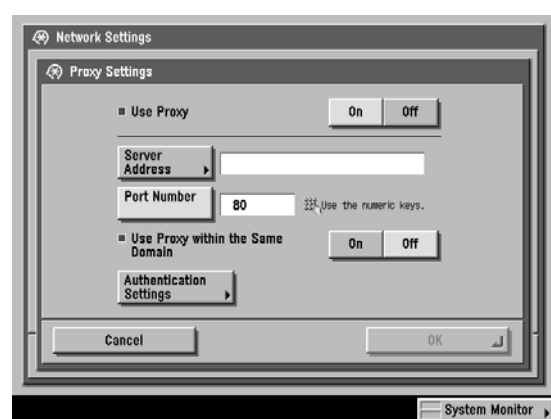 Network Settings
Proxy Settings
Use Proxy
On Off
Server
Address
Port Number
80
Use the numeric keys.
Use Proxy within the Same
Domain
On Off
Authentication
Settings
Cancel
OK
System Monitor